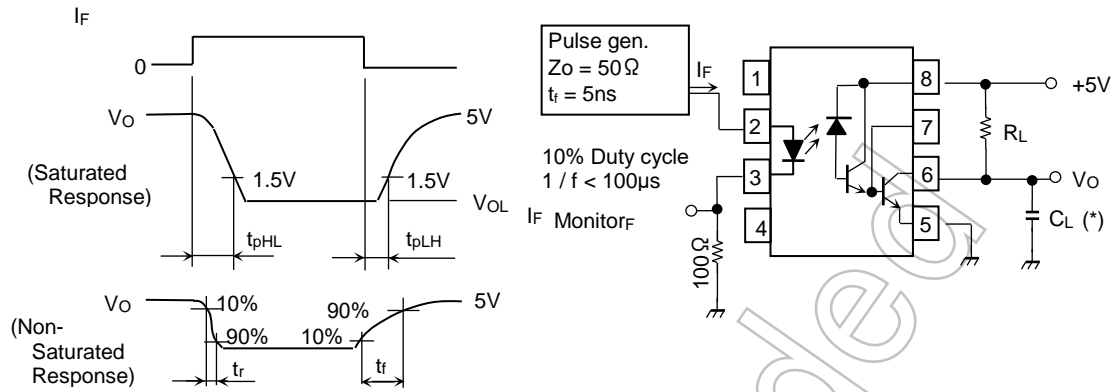 IF
0
VO
5V
(Saturated
Response)
1.5V
1.5V
VOL
tpHL
tpLH
VO
5V
10%
90%
90%
10%
(Non-
Saturated
Response)
tr
tf
Pulse gen.
Zo = 50Ω
tf = 5ns
IF
10% Duty cycle
1 / f < 100µs
IF MonitorF
100Ω
1
2
3
4
8
7
6
5
+5V
RL
VO
CL (*)
ded